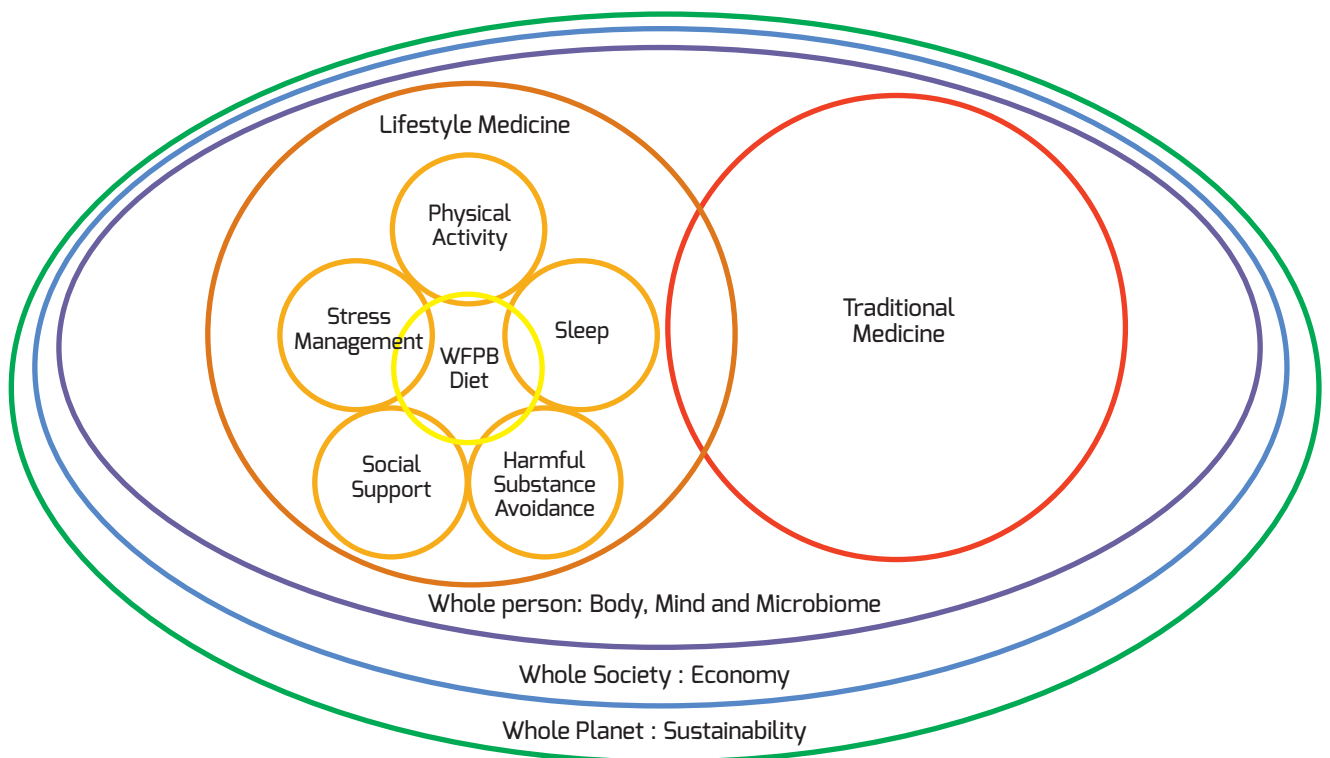 Lifestyle Medicine
Physical
Activity
Stress
Management
WFPB
Diet
Sleep
Social
Support
Harmful
Substance
Avoidance
Traditional
Medicine
Whole person: Body, Mind and Microbiome
Whole Society : Economy
Whole Planet : Sustainability